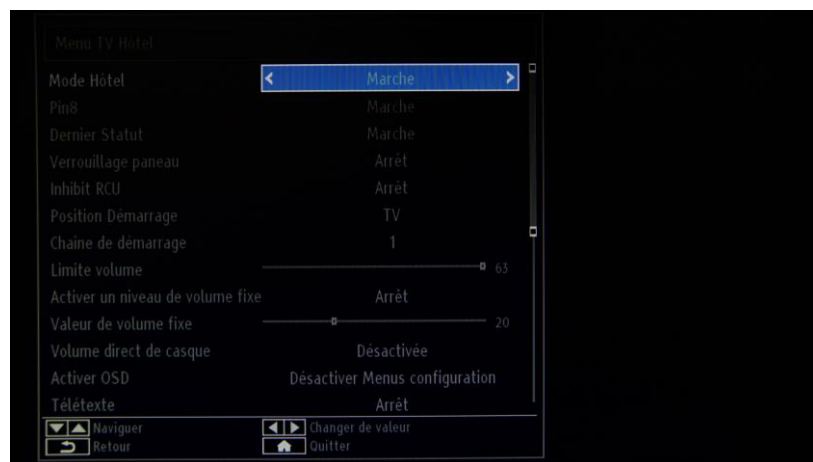 Menu TV Hôtel
Mode Hôtel Marche
Pin8 Marche
Dernier Statut Marche
Verrouillage paneau Arrêt
Inhibit RCU Arrêt
Position Démarrage TV
Chaine de démarrage 1
Limite volume 63
Activer un niveau de volume fixe Arrêt
Valeur de volume fixe 20
Volume direct de casque Désactivée
Activer OSD Désactiver Menus configuration
Télétexte Arrêt
Naviguer Changer de valeur
Retour Quitter